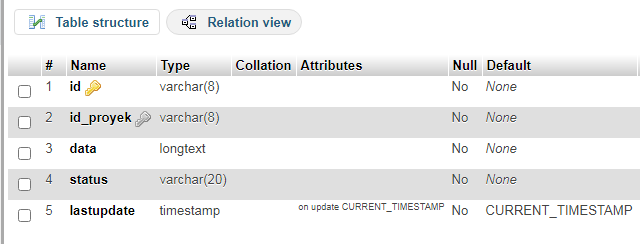 Table structure Relation view
# Name Type Collation Attributes Null Default
1 id varchar(8) No None
2 id_proyek varchar(8) No None
3 data longtext No None
4 status varchar(20) No None
5 lastupdate timestamp on update CURRENT_TIMESTAMP No CURRENT_TIMESTAMP